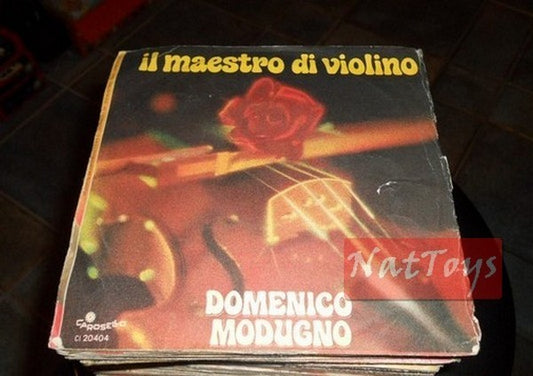 il maestro di violino
NatToys
DOMENICO
MODUGNO
CAROSELLO
CI 20404